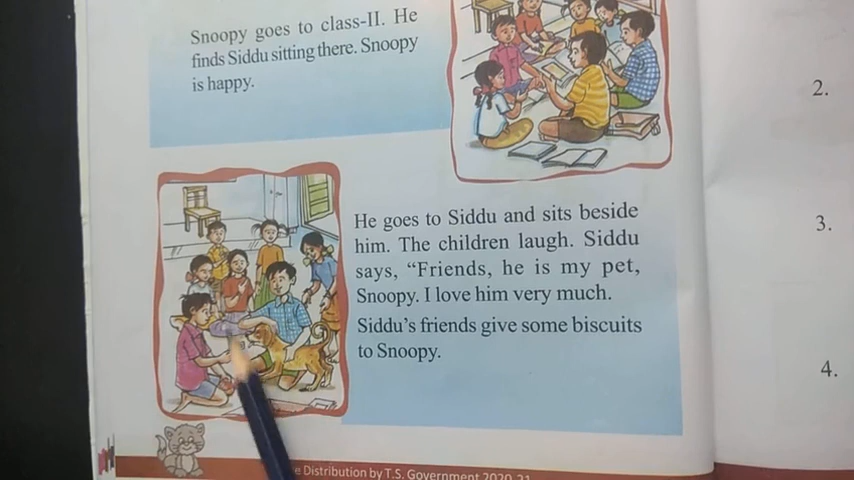 Snoopy goes to class-II. He
finds Siddu sitting there. Snoopy
is happy.
He goes to Siddu and sits beside
him. The children laugh. Siddu
says, “Friends, he is my pet,
Snoopy. I love him very much.
Siddu’s friends give some biscuits
to Snoopy.
Distribution by T.S. Government 2020-21
2.
3.
4.